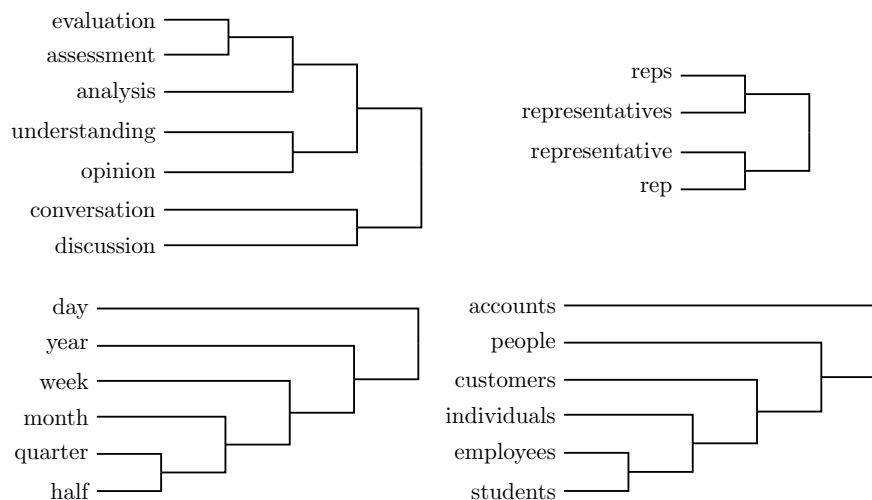 evaluation
assessment
analysis
understanding
opinion
conversation
discussion
reps
representatives
representative
rep
day
year
week
month
quarter
half
accounts
people
customers
individuals
employees
students